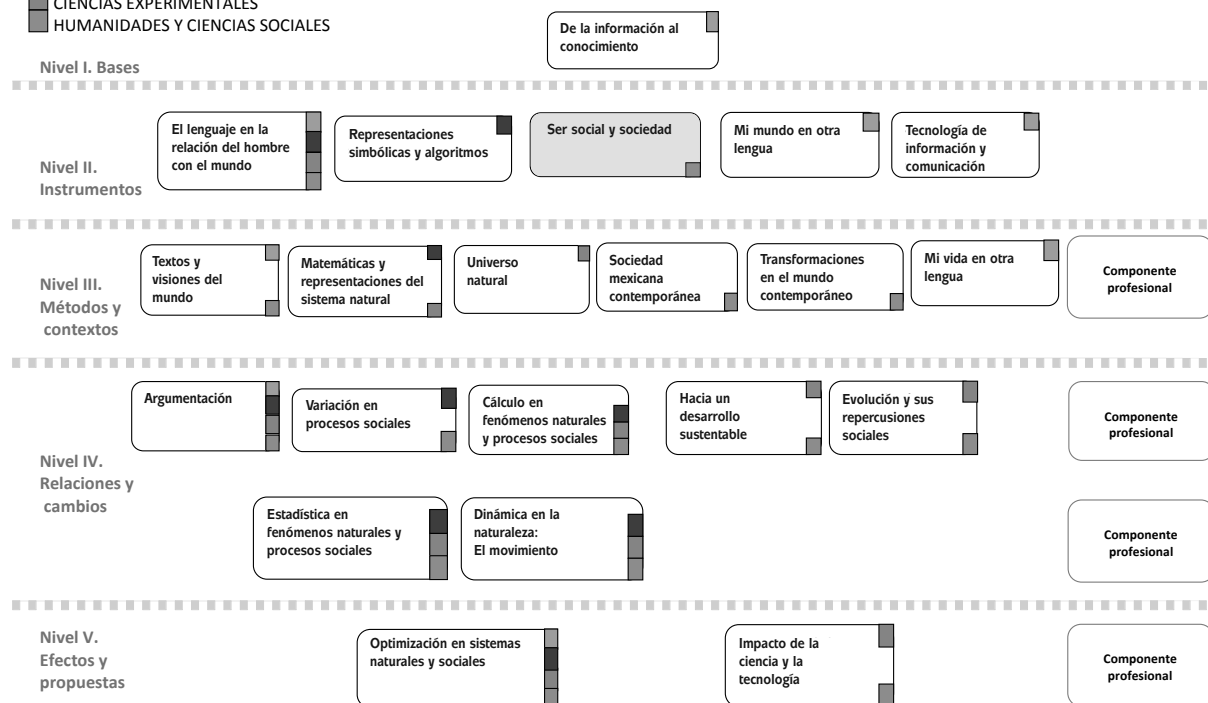 CIENCIAS EXPERIMENTALES
HUMANIDADES Y CIENCIAS SOCIALES
De la información al
conocimiento
Nivel I. Bases
El lenguaje en la
relación del hombre
con el mundo
Representaciones
simbólicas y algoritmos
Ser social y sociedad
Mi mundo en otra
lengua
Tecnología de
información y
comunicación
Nivel II.
Instrumentos
Textos y
visiones del
mundo
Matemáticas y
representaciones del
sistema natural
Universo
natural
Sociedad
mexicana
contemporánea
Transformaciones
en el mundo
contemporáneo
Mi vida en otra
lengua
Componente
profesional
Nivel III.
Métodos y
contextos
Argumentación
Variación en
procesos sociales
Cálculo en
fenómenos naturales
y procesos sociales
Hacia un
desarrollo
sustentable
Evolución y sus
repercusiones
sociales
Componente
profesional
Nivel IV.
Relaciones y
cambios
Estadística en
fenómenos naturales y
procesos sociales
Dinámica en la
naturaleza:
El movimiento
Componente
profesional
Nivel V.
Efectos y
propuestas
Optimización en sistemas
naturales y sociales
Impacto de la
ciencia y la
tecnología
Componente
profesional